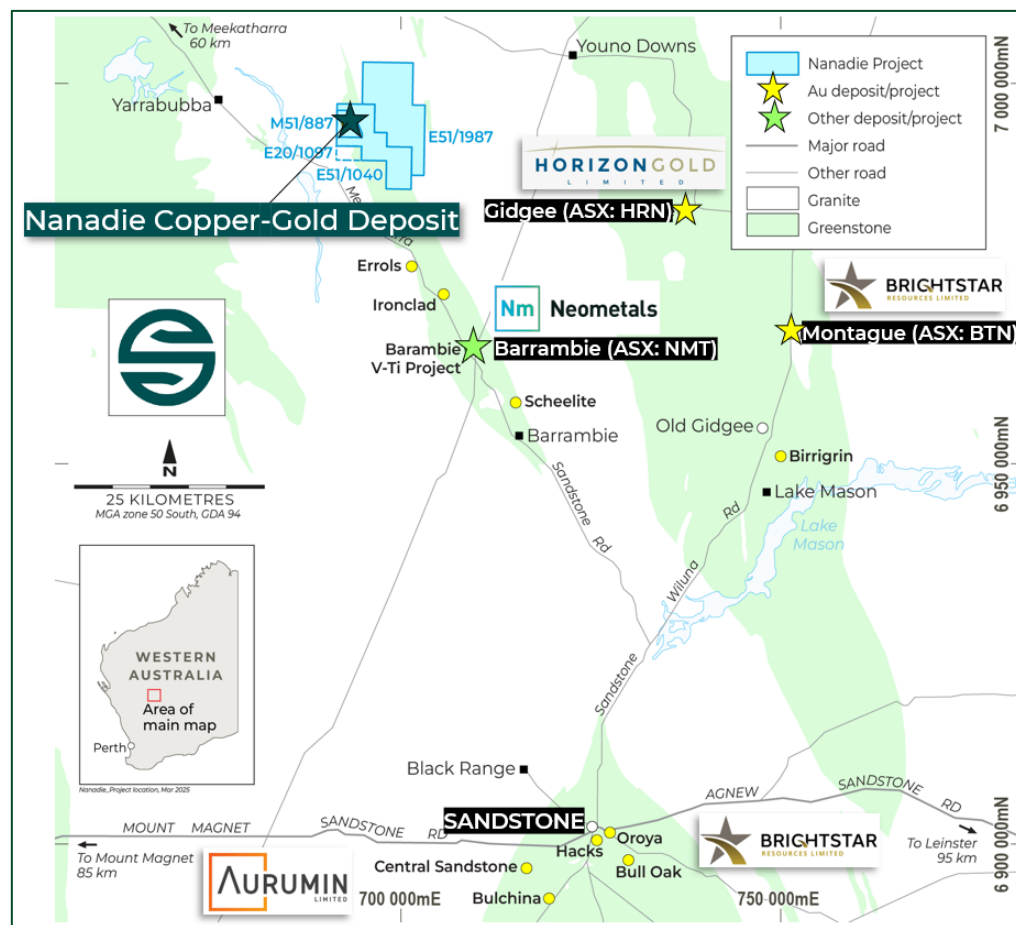 To Meekatharra
60 km
Youno Downs
Yarrabubba
M51/887
E51/1987
E20/1097
E51/1040
Nanadie Project
Au deposit/project
Other deposit/project
Major road
Other road
Granite
Greenstone
7 000 000mN
HORIZONGOLD
LIMITED
Nanadie Copper-Gold Deposit
Gidgee (ASX: HRN)
Errols
Ironclad
BRIGHTSTAR
RESOURCES LIMITED
Nm Neometals
Montague (ASX: BTN)
Barambie
V-Ti Project
Barrambie (ASX: NMT)
Scheelite
Barrambie
Old Gidgee
Birrigrin
Lake Mason
6 950 000mN
N
25 KILOMETRES
MGA zone 50 South, GDA 94
Sandstone Rd
Lake
Mason
Sandstone Wiluna Rd
WESTERN
AUSTRALIA
Area of
main map
Perth
Nanadie_Project location, Mar 2025
Black Range
SANDSTONE
AGNEW SANDSTONE RD
MOUNT MAGNET SANDSTONE RD
Oroya
Hacks
Bull Oak
Central Sandstone
Bulchina
BRIGHTSTAR
RESOURCES LIMITED
To Leinster
95 km
To Mount Magnet
85 km
AURUMIN
LIMITED
700 000mE
750 000mE
6 900 000mN